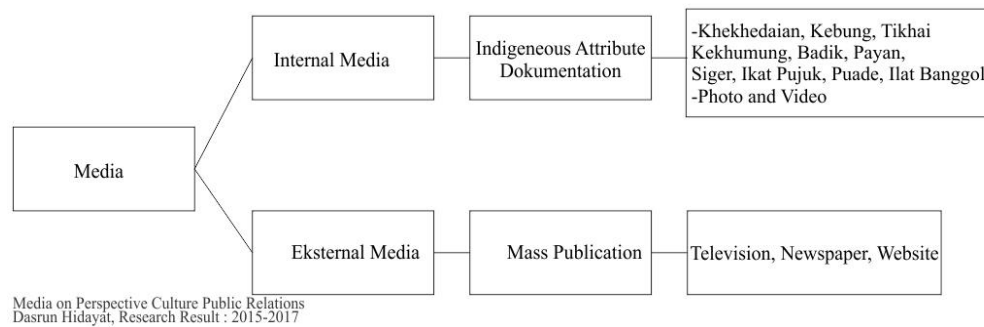 Media
Internal Media
Indigeneous Attribute
Dokumentation
-Khekhedaian, Kebung, Tikhai
Kekhumung, Badik, Payan,
Siger, Ikat Pujuk, Puade, Ilat Banggol
-Photo and Video
Eksternal Media
Mass Publication
Television, Newspaper, Website
Media on Perspective Culture Public Relations
Dasrun Hidayat, Research Result : 2015-2017